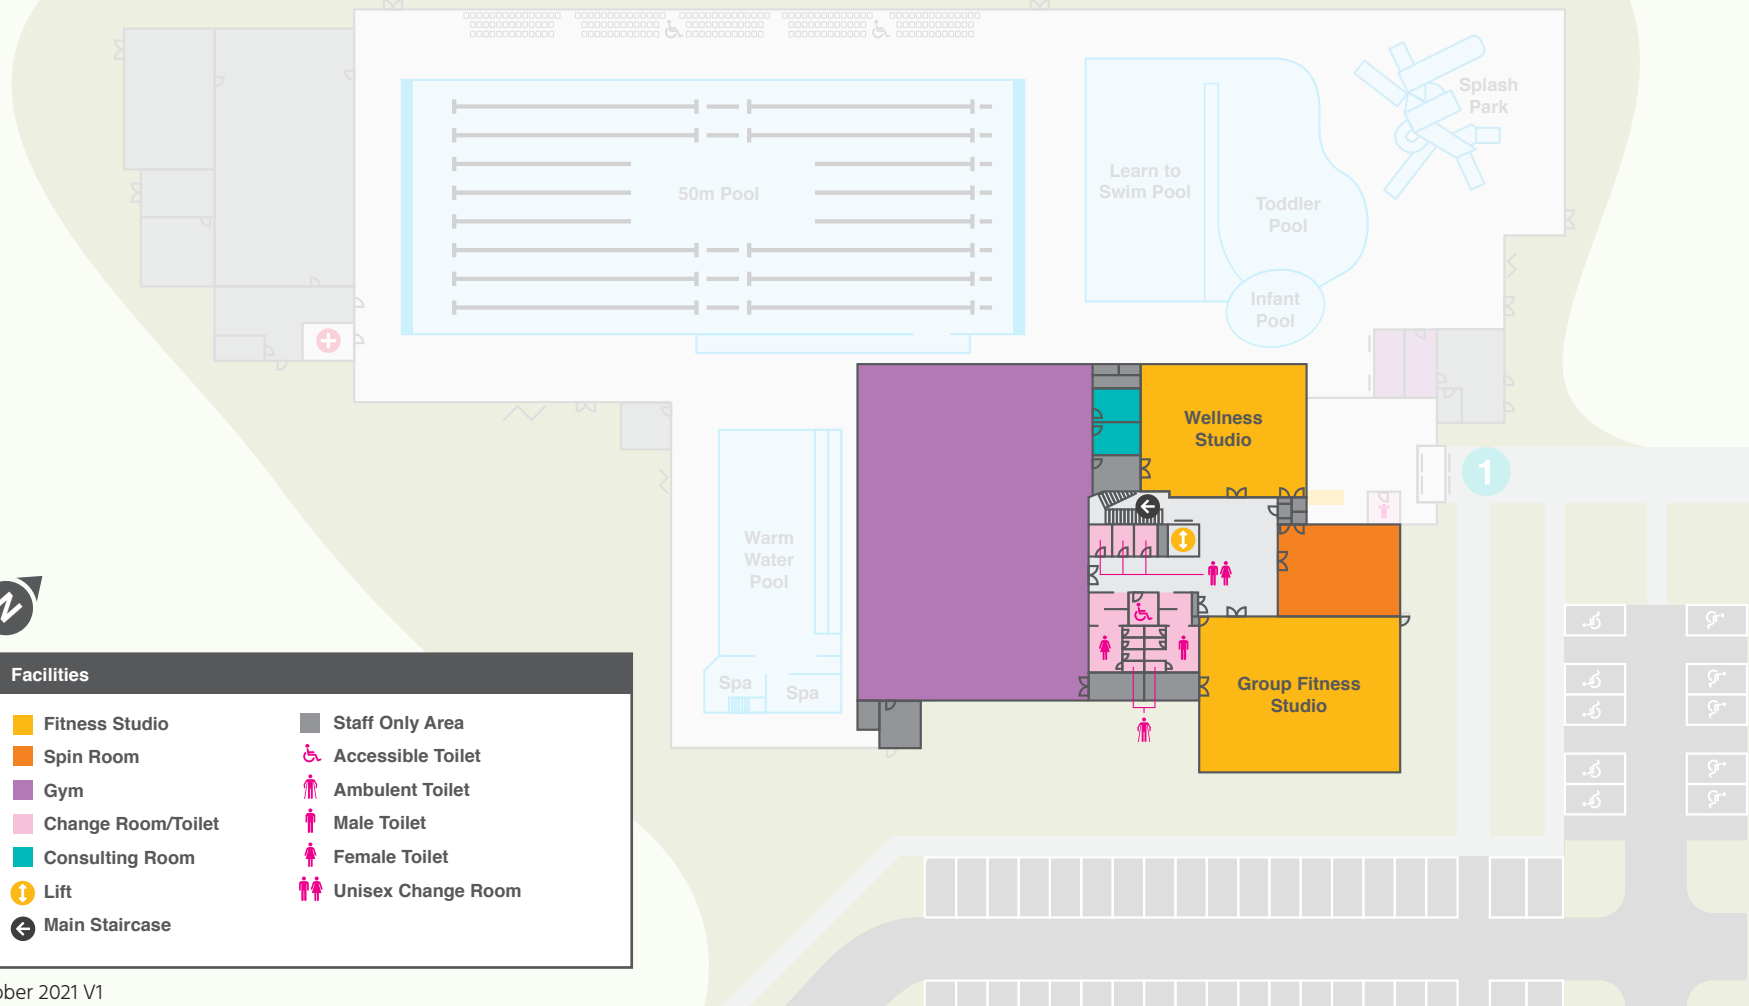 Splash
Park
50m Pool
Learn to
Swim Pool
Toddler
Pool
Infant
Pool
Wellness
Studio
1
Warm
Water
Pool
Spa
Spa
Group Fitness
Studio
N
Facilities
Fitness Studio
Spin Room
Gym
Change Room/Toilet
Consulting Room
Lift
Main Staircase
Staff Only Area
Accessible Toilet
Ambulent Toilet
Male Toilet
Female Toilet
Unisex Change Room
ober 2021 V1